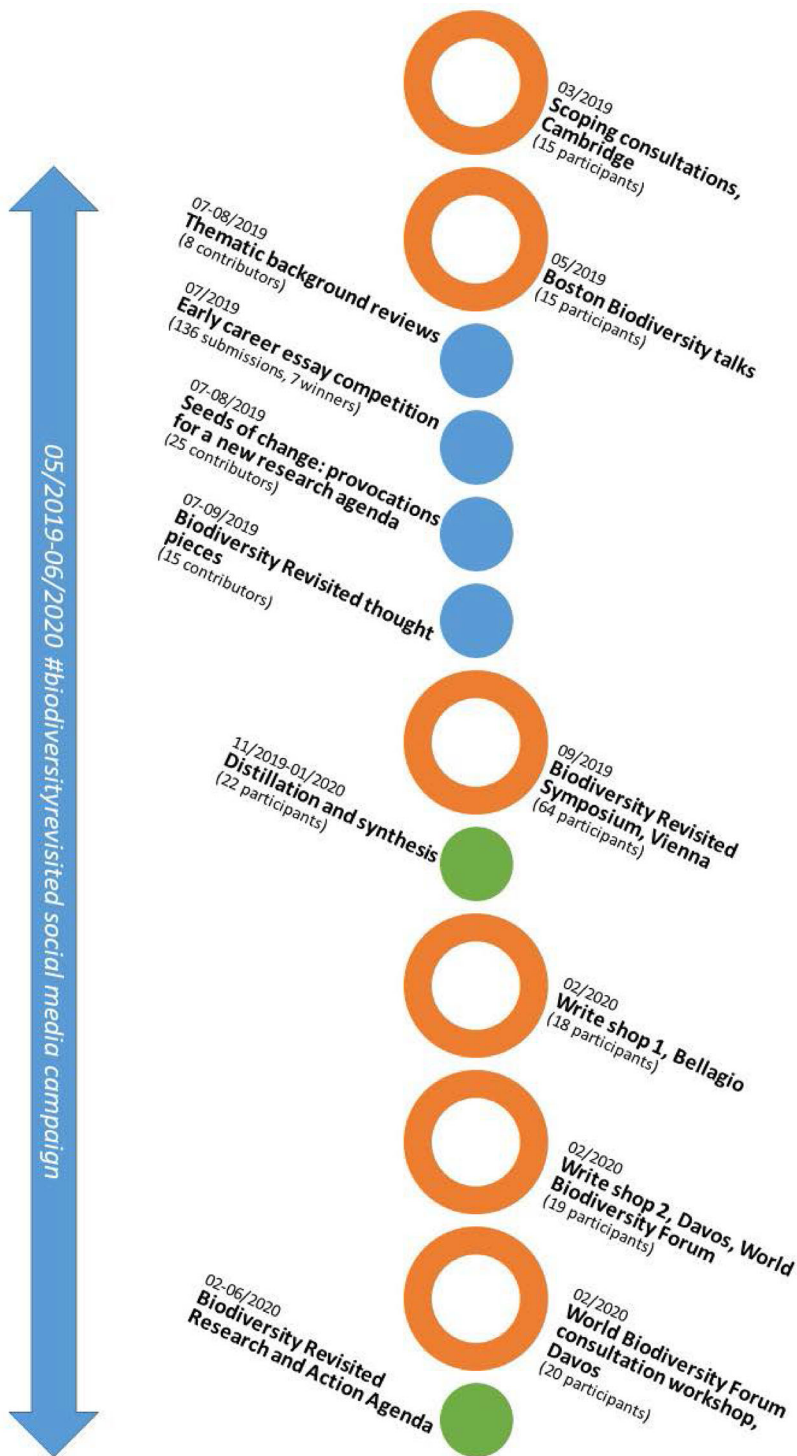 03/2019
Scoping consultations,
Cambridge
(15 participants)
05/2019
Boston Biodiversity talks
(15 participants)
07-08/2019
Thematic background reviews
(8 contributors)
07/2019
Early career essay competition
(136 submissions, 7 winners)
07-08/2019
Seeds of change: provocations
for a new research agenda
(25 contributors)
07-09/2019
Biodiversity Revisited thought
pieces
(15 contributors)
09/2019
Biodiversity Revisited
Symposium, Vienna
(64 participants)
11/2019-01/2020
Distillation and synthesis
(22 participants)
02/2020
Write shop 1, Bellagio
(18 participants)
02/2020
Write shop 2, Davos, World
Biodiversity Forum
(19 participants)
02/2020
World Biodiversity Forum
consultation workshop,
Davos
(20 participants)
02-06/2020
Biodiversity Revisited
Research and Action Agenda
05/2019-06/2020 #biodiversityrevisited social media campaign